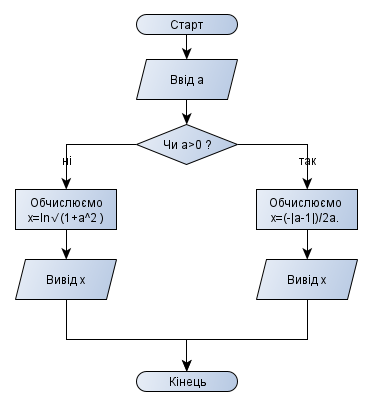 Старт
Ввід а
Чи a>0 ?
ні
так
Обчислюємо
x=ln√(1+a^2 )
Обчислюємо
x=(-|a-1|)/2a.
Вивід x
Вивід x
Кінець